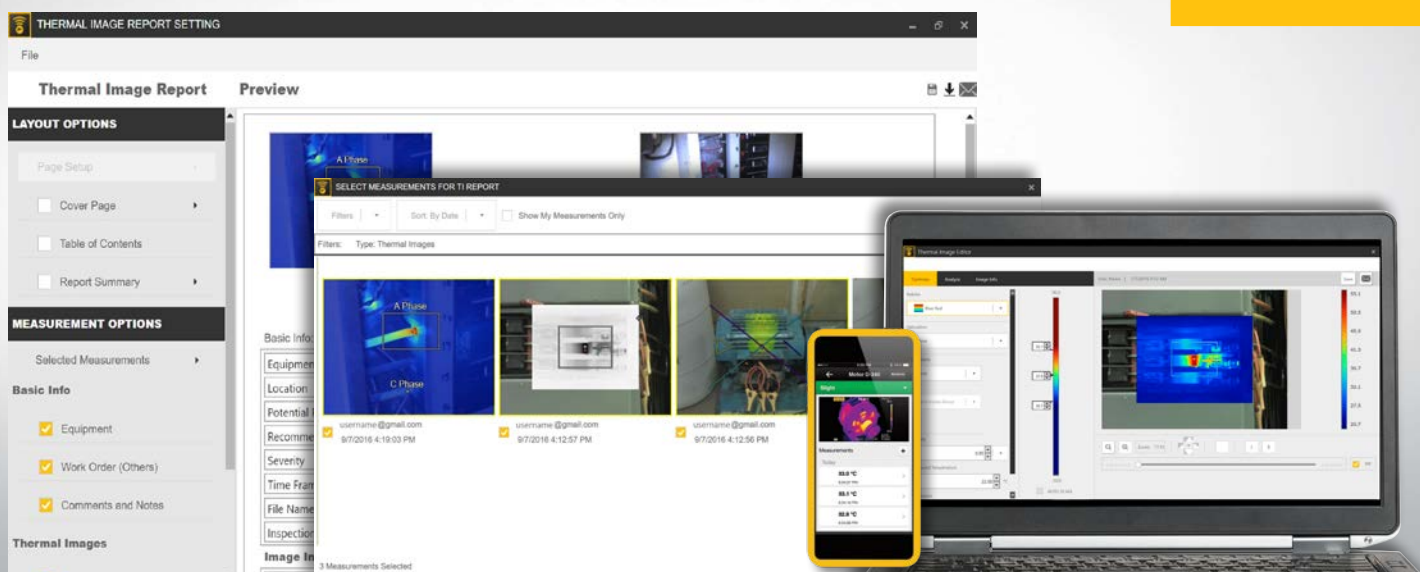 THERMAL IMAGE REPORT SETTING
File
Thermal Image Report
Preview
LAYOUT OPTIONS
Page Setup
Cover Page
Table of Contents
Report Summary
MEASUREMENT OPTIONS
Selected Measurements
Basic Info
Equipment
Work Order (Others)
Comments and Notes
Thermal Images
A Phase
Basic Info:
Location
Severity
File Name
Inspection
SELECT MEASUREMENTS FOR TI REPORT
Filters
Sort By Date
Show My Measurements Only
Filters: Type: Thermal Images
A Phase
C Phase
username@gmail.com
9/7/2016 4:19:03 PM
username@gmail.com
9/7/2016 4:12:57 PM
username@gmail.com
9/7/2016 4:12:56 PM
3 Measurements Selected
Measurements
Today
Thermal Image Editor
Analyze
Image Info